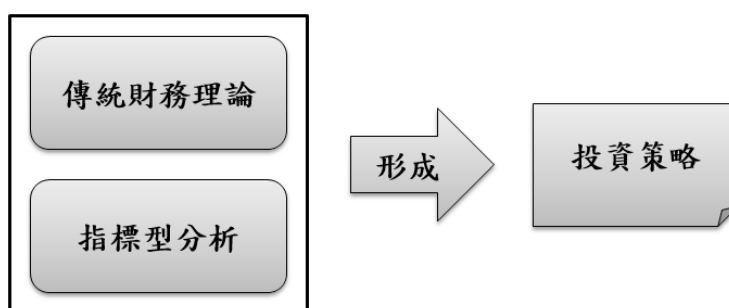 傳統財務理論
指標型分析
形成
投資策略